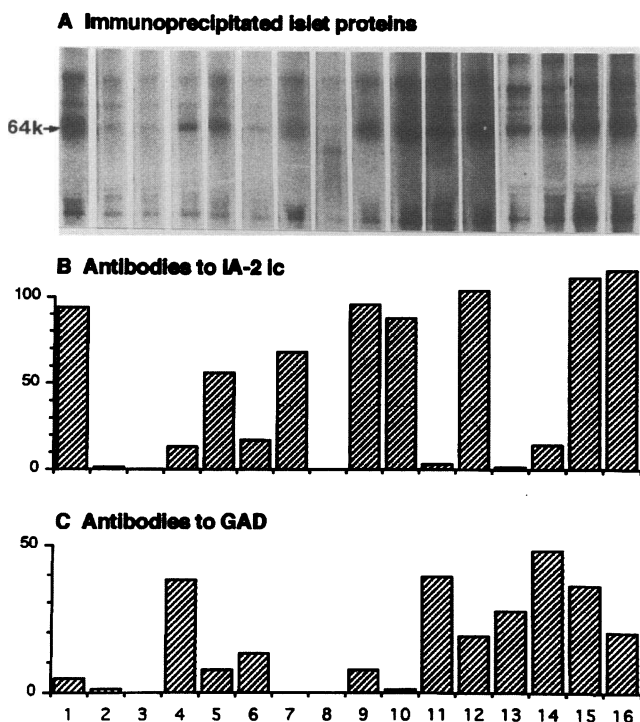 A Immunoprecipitated islet proteins
64k
B Antibodies to IA-2 ic
100
50
0
C Antibodies to GAD
50
0
1 2 3 4 5 6 7 8 9 10 11 12 13 14 15 16